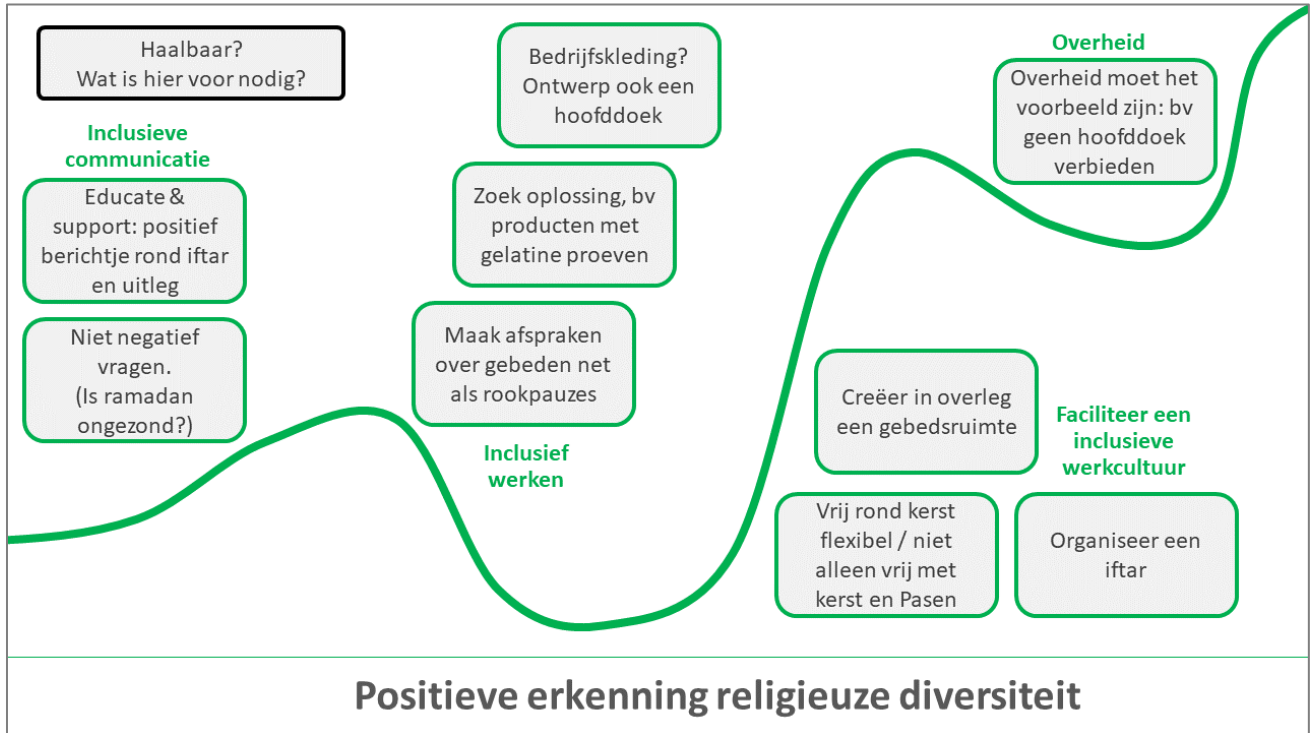 Haalbaar?
Wat is hier voor nodig?
Inclusieve
communicatie
Educate &
support: positief
berichtje rond iftar
en uitleg
Niet negatief
vragen.
(Is ramadan
ongezond?)
Bedrijfskleding?
Ontwerp ook een
hoofddoek
Zoek oplossing, bv
producten met
gelatine proeven
Maak afspraken
over gebeden net
als rookpauzes
Inclusief
werken
Overheid
Overheid moet het
voorbeeld zijn: bv
geen hoofddoek
verbieden
Creëer in overleg
een gebedsruimte
Faciliteer een
inclusieve
werkcultuur
Vrij rond kerst
flexibel / niet
alleen vrij met
kerst en Pasen
Organiseer een
iftar
Positieve erkenning religieuze diversiteit